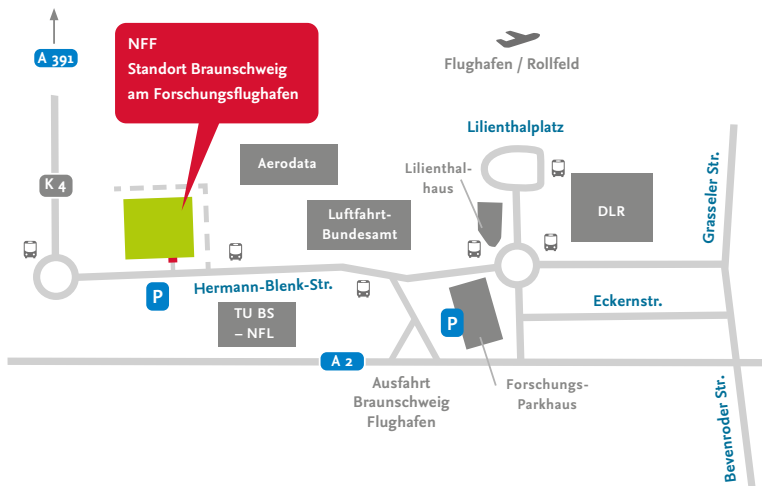 A 391
NFF
Standort Braunschweig
am Forschungsflughafen
Flughafen / Rollfeld
Lilienthalplatz
Aerodata
Lilienthal-
haus
K 4
Luftfahrt-
Bundesamt
DLR
Grasseler Str.
Hermann-Blenk-Str.
P
Eckernstr.
TU BS
– NFL
P
A 2
Ausfahrt
Braunschweig
Flughafen
Forschungs-
Parkhaus
Bevenroder Str.